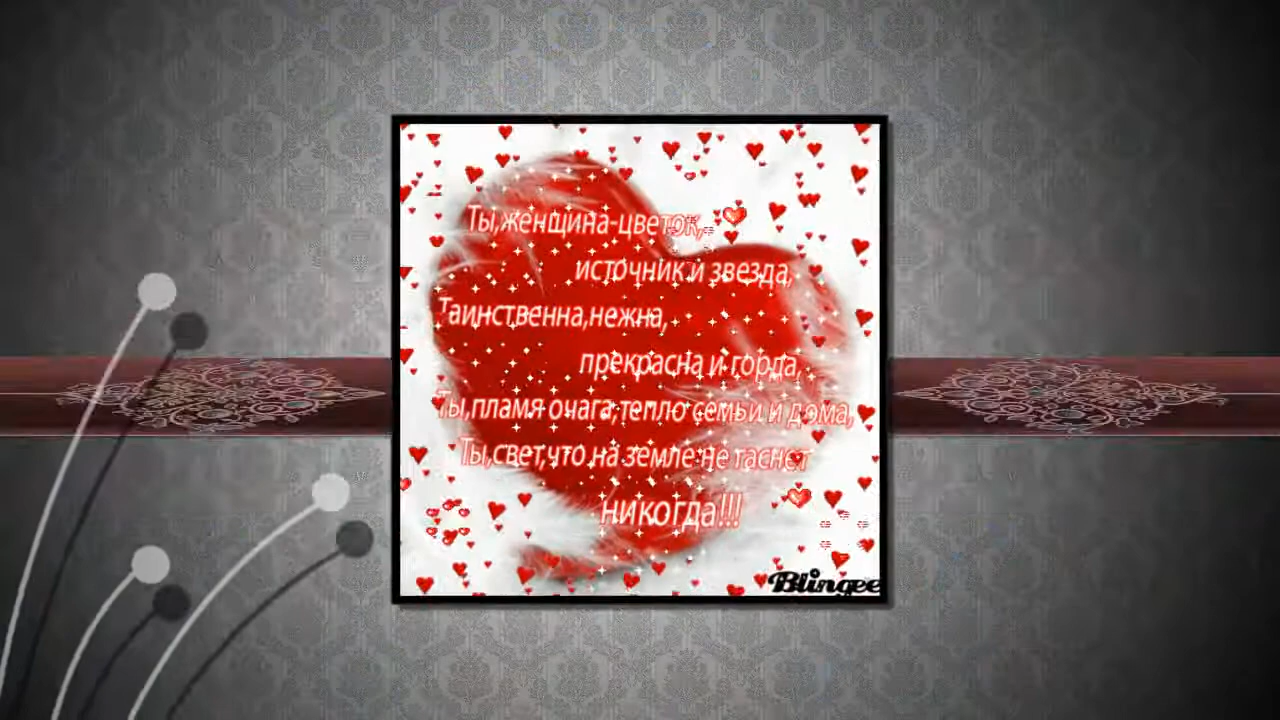 Ты,женщина-цветок,
источник и звезда,
Таинственна,нежна,
прекрасна и горда,
Ты,пламя очага,тепло семьи и дома,
Ты,свет,что на земле не гаснет
никогда!!!
Blingee